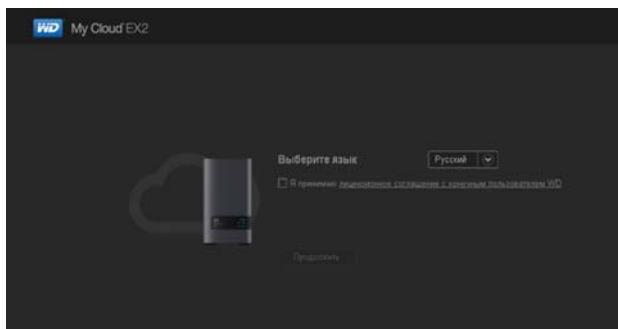 WD My Cloud EX2
Выберите язык Русский
Я принимаю лицензионное соглашение с конечным пользователем WD
Продолжить